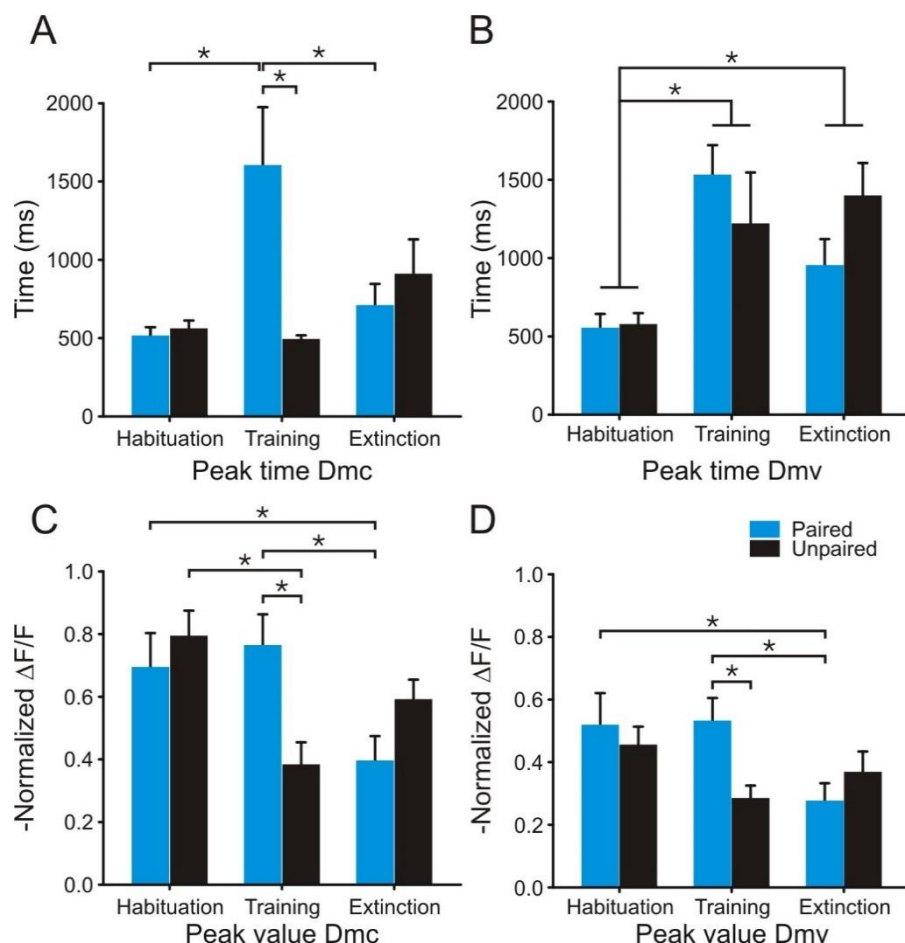 A
*
*
*
Time (ms)
2000
1500
1000
500
0
Habituation Training Extinction
Peak time Dmc
B
*
*
Time (ms)
2000
1500
1000
500
0
Habituation Training Extinction
Peak time Dmv
C
*
*
*
*
-Normalized ΔF/F
1.0
0.8
0.6
0.4
0.2
0.0
Habituation Training Extinction
Peak value Dmc
D
Paired
Unpaired
*
*
*
-Normalized ΔF/F
1.0
0.8
0.6
0.4
0.2
0.0
Habituation Training Extinction
Peak value Dmv